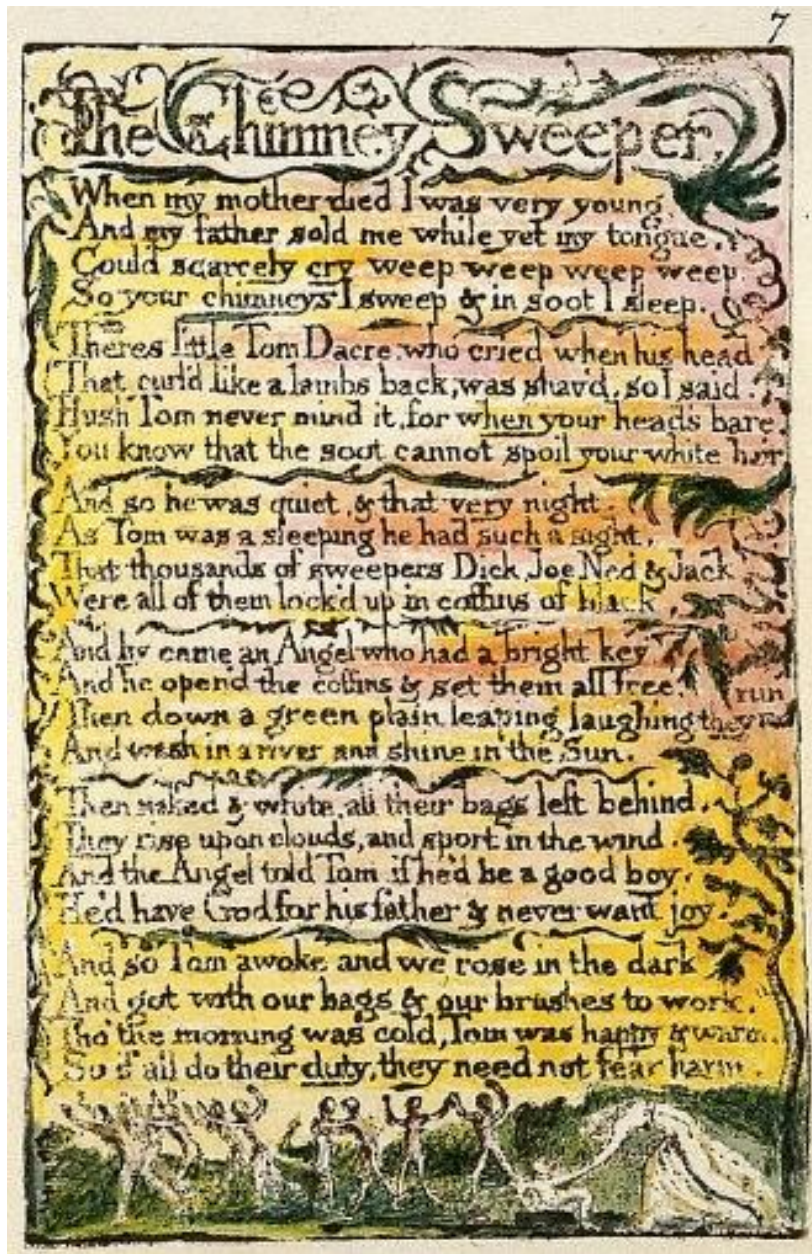 7
The Chimney Sweeper.
When my mother died I was very young
And my father sold me while yet my tongue,
Could scarcely cry weep weep weep weep.
So your chimneys I sweep & in soot I sleep.
Theres little Tom Dacre, who cried when his head
That curl'd like a lambs back, was shav'd, so I said.
Hush Tom never mind it, for when your head's bare
You know that the soot cannot spoil your white hair
And so he was quiet, & that very night.
As Tom was a sleeping he had such a sight.
That thousands of sweepers Dick, Joe, Ned & Jack
Were all of them lock'd up in coffins of black,
And by came an Angel who had a bright key
And he open'd the coffins & set them all free.
run
Then down a green plain leaping laughing they
And wash in a river and shine in the Sun.
Then naked & white, all their bags left behind.
They rise upon clouds, and sport in the wind.
And the Angel told Tom if he'd be a good boy,
He'd have God for his father & never want joy.
And so Tom awoke and we rose in the dark
And got with our bags & our brushes to work.
Tho' the morning was cold, Tom was happy & warm.
So if all do their duty, they need not fear harm.